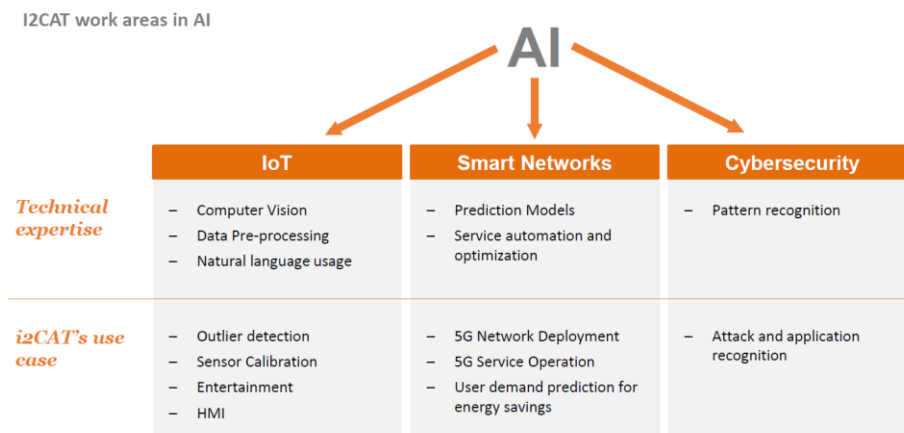 I2CAT work areas in AI
AI
IoT
Smart Networks
Cybersecurity
Technical
expertise
– Computer Vision
– Data Pre-processing
– Natural language usage
– Prediction Models
– Service automation and
optimization
– Pattern recognition
i2CAT's use
case
– Outlier detection
– Sensor Calibration
– Entertainment
– HMI
– 5G Network Deployment
– 5G Service Operation
– User demand prediction for
energy savings
– Attack and application
recognition